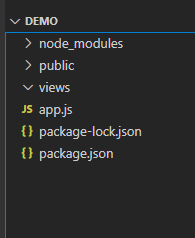 DEMO
node_modules
public
views
JS app.js
{} package-lock.json
{} package.json